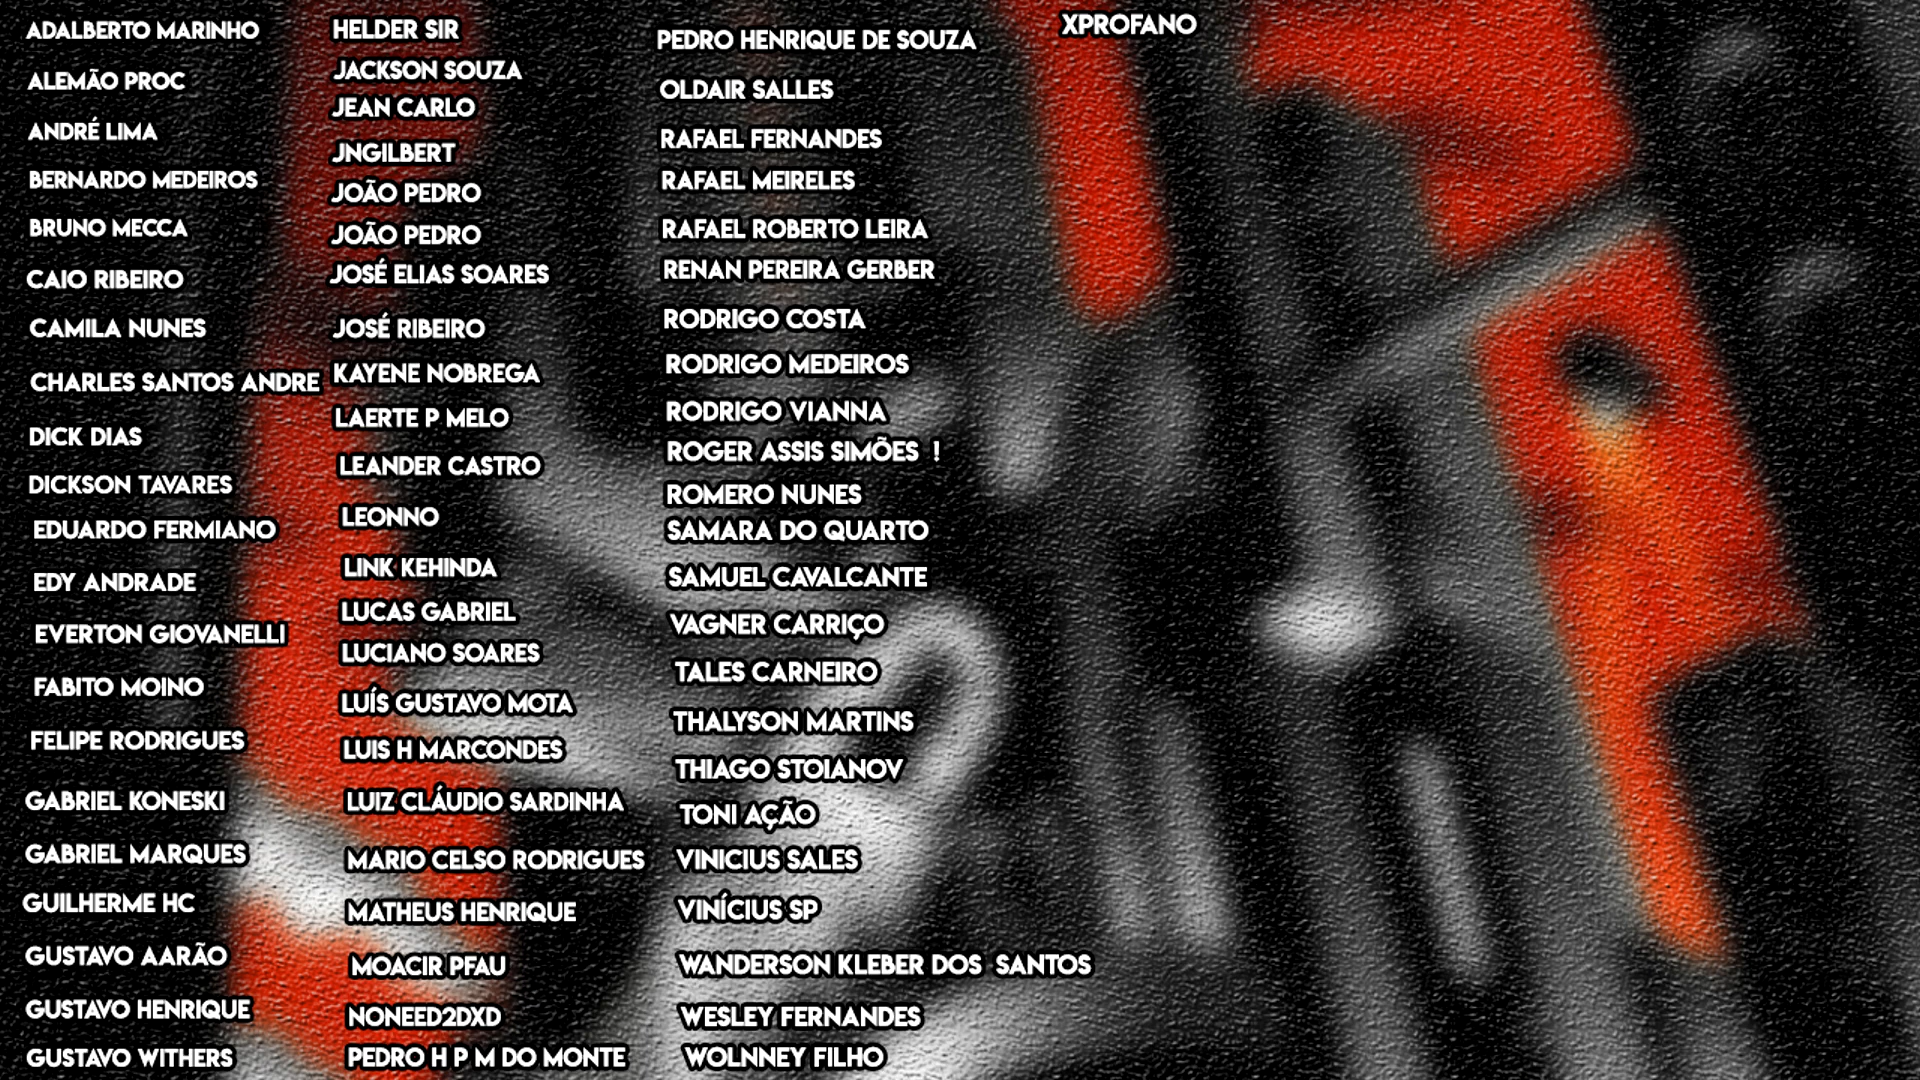 ADALBERTO MARINHO
ALEMÃO PROC
ANDRÉ LIMA
BERNARDO MEDEIROS
BRUNO MECCA
CAIO RIBEIRO
CAMILA NUNES
CHARLES SANTOS ANDRE
DICK DIAS
DICKSON TAVARES
EDUARDO FERMIANO
EDY ANDRADE
EVERTON GIOVANELLI
FABITO MOINO
FELIPE RODRIGUES
GABRIEL KONESKI
GABRIEL MARQUES
GUILHERME HC
GUSTAVO AARÃO
GUSTAVO HENRIQUE
GUSTAVO WITHERS
HELDER SIR
JACKSON SOUZA
JEAN CARLO
JNGILBERT
JOÃO PEDRO
JOÃO PEDRO
JOSÉ ELIAS SOARES
JOSÉ RIBEIRO
KAYENE NOBREGA
LAERTE P MELO
LEANDER CASTRO
LEONNO
LINK KEHINDA
LUCAS GABRIEL
LUCIANO SOARES
LUÍS GUSTAVO MOTA
LUIS H MARCONDES
LUIZ CLÁUDIO SARDINHA
MARIO CELSO RODRIGUES
MATHEUS HENRIQUE
MOACIR PFAU
NONEED2DXD
PEDRO H P M DO MONTE
PEDRO HENRIQUE DE SOUZA
OLDAIR SALLES
RAFAEL FERNANDES
RAFAEL MEIRELES
RAFAEL ROBERTO LEIRA
RENAN PEREIRA GERBER
RODRIGO COSTA
RODRIGO MEDEIROS
RODRIGO VIANNA
ROGER ASSIS SIMÕES !
ROMERO NUNES
SAMARA DO QUARTO
SAMUEL CAVALCANTE
VAGNER CARRIÇO
TALES CARNEIRO
THALYSON MARTINS
THIAGO STOIANOV
TONI AÇÃO
VINICIUS SALES
VINÍCIUS SP
WANDERSON KLEBER DOS SANTOS
WESLEY FERNANDES
WOLNNEY FILHO
XPROFANO